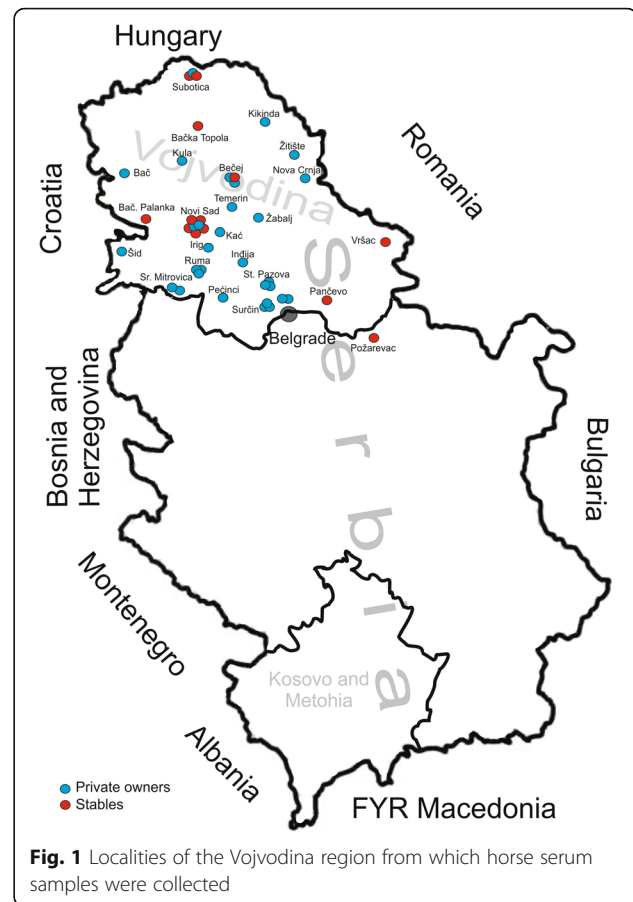 Hungary
Subotica
Kikinda
Romania
Bačka Topola
Vojvodina
Kula
Žitište
Bečej
Nova Crnja
Bač
Croatia
Temerin
Bač. Palanka
Novi Sad
Žabalj
Kać
Vršac
Šid
Irig
Inđija
Ruma
St. Pazova
Sr. Mitrovica
Pećinci
Pančevo
Surčin
Belgrade
Požarevac
Serbia
Bosnia and
Herzegovina
Bulgaria
Montenegro
Kosovo and
Metohia
Albania
Private owners
Stables
FYR Macedonia
Fig. 1 Localities of the Vojvodina region from which horse serum
samples were collected